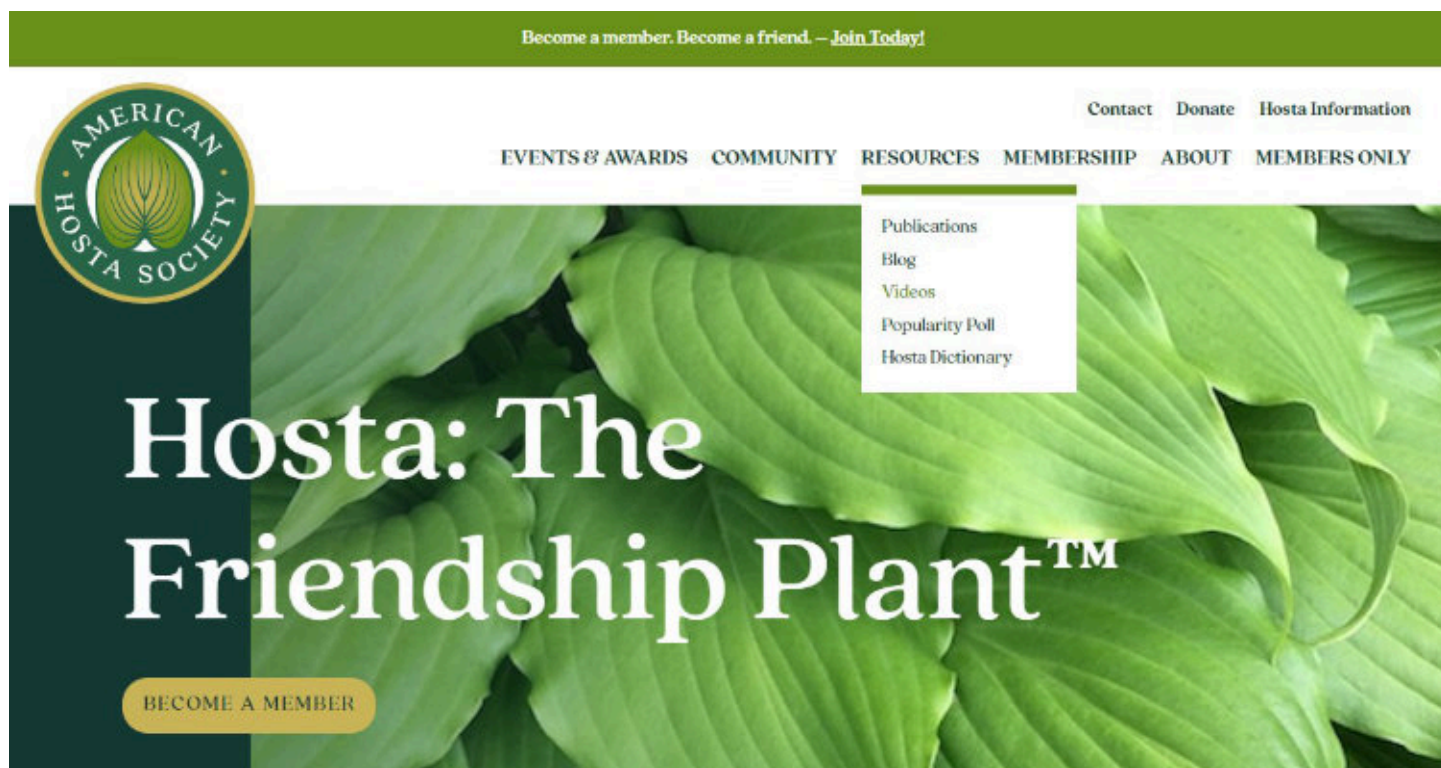 Become a member. Become a friend. – Join Today!
AMERICAN
HOSTA SOCIETY
Contact Donate Hosta Information
EVENTS & AWARDS COMMUNITY RESOURCES MEMBERSHIP ABOUT MEMBERS ONLY
Publications
Blog
Videos
Popularity Poll
Hosta Dictionary
Hosta: The
Friendship Plant™
BECOME A MEMBER